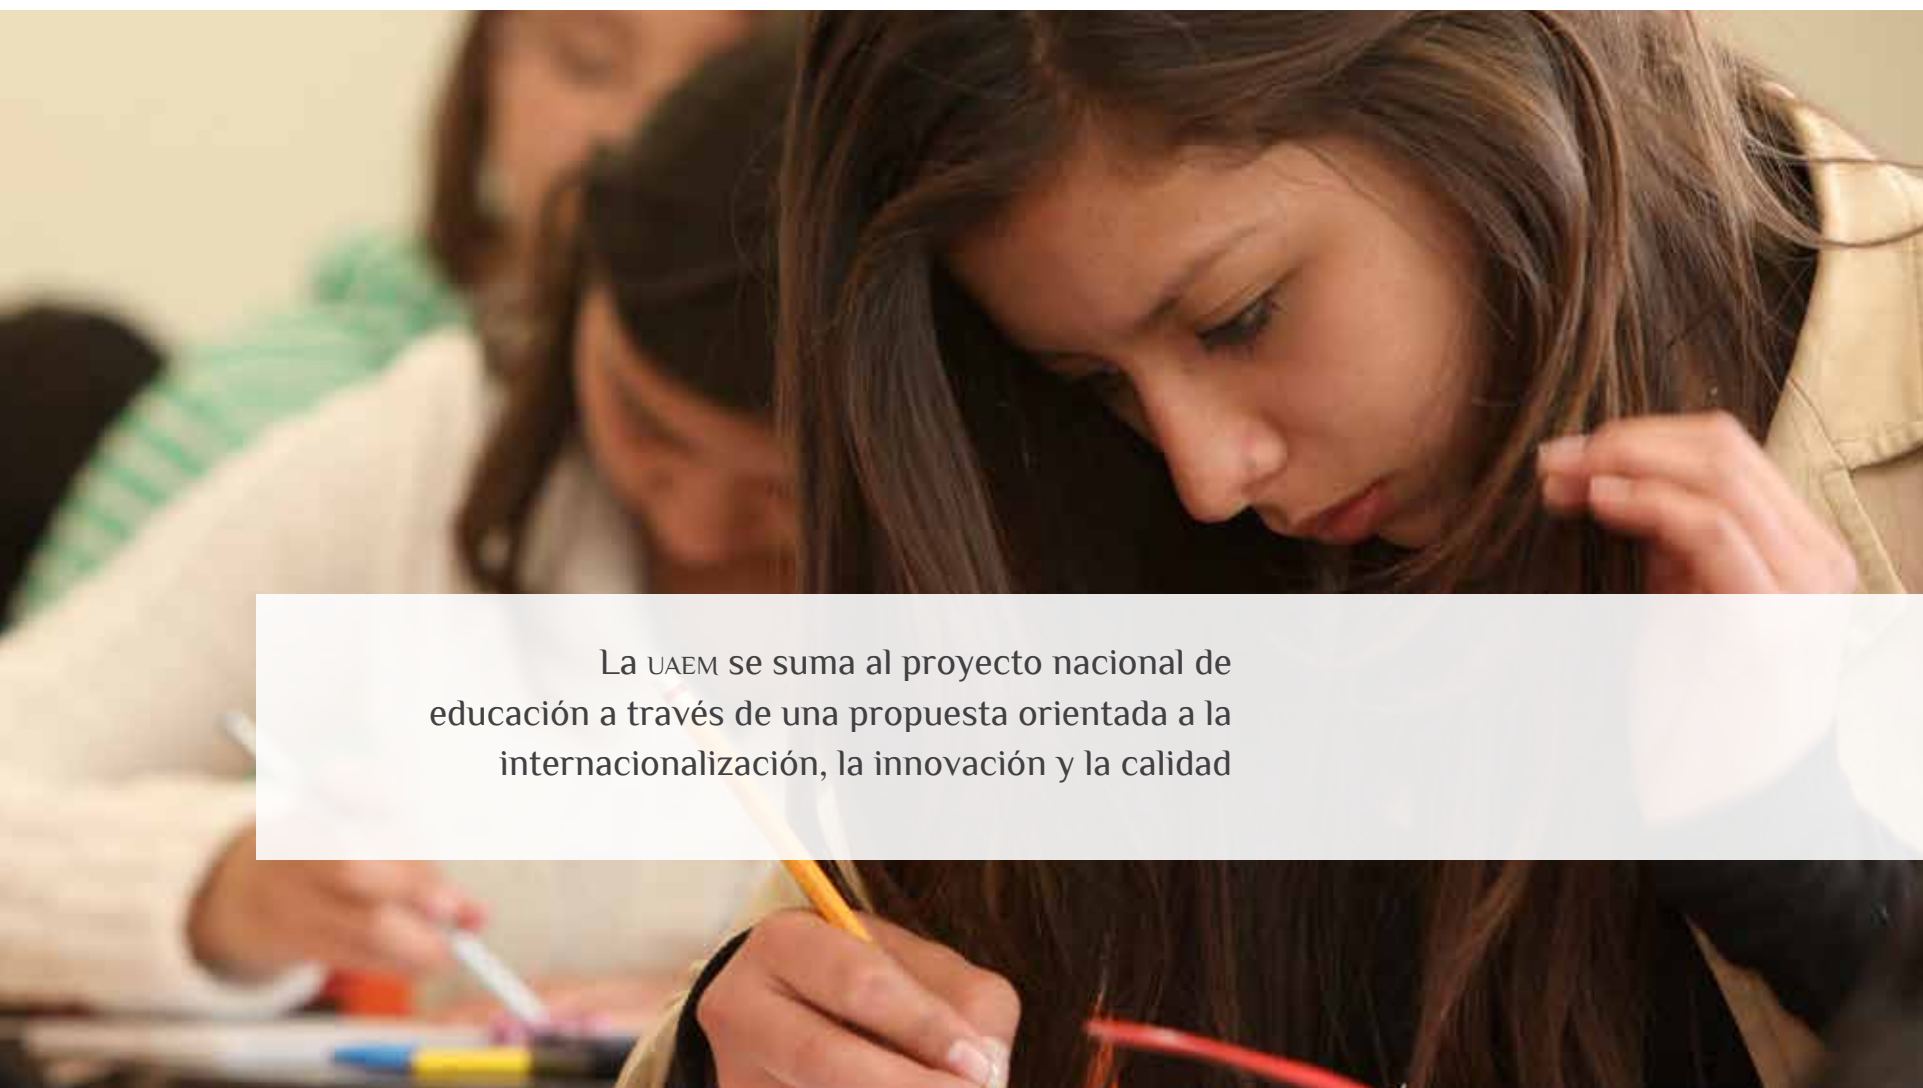 La UAEM se suma al proyecto nacional de
educación a través de una propuesta orientada a la
internacionalización, la innovación y la calidad